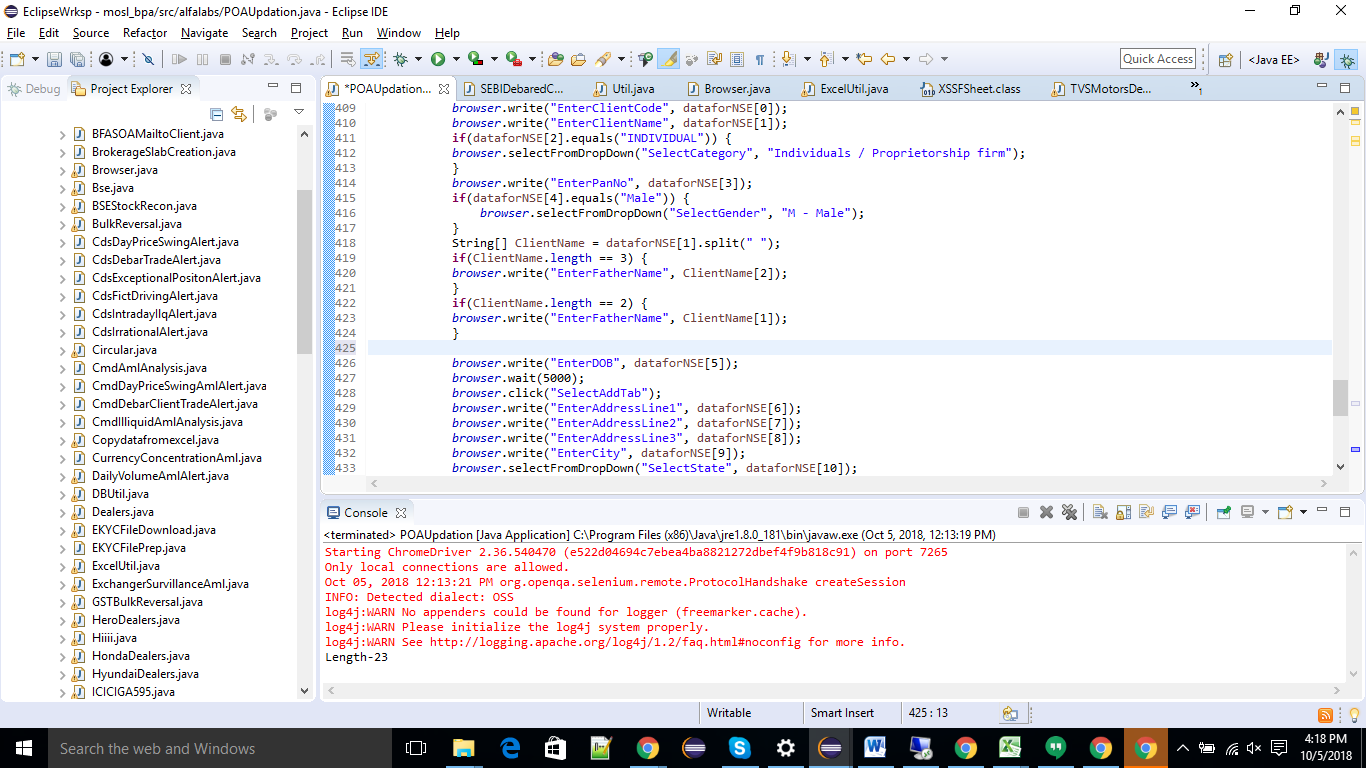 EclipseWrksp - mosl_bpa/src/alfalabs/POAUpdation.java - Eclipse IDE
File Edit Source Refactor Navigate Search Project Run Window Help
Quick Access
<Java EE>
Debug Project Explorer
*POAUpdation... SEBIDebaredC... Util.java Browser.java ExcelUtil.java XSSFSheet.class TVSMotorsDe... »1
BFASOAMailtoClient.java
BrokerageSlabCreation.java
Browser.java
Bse.java
BSEStockRecon.java
BulkReversal.java
CdsDayPriceSwingAlert.java
CdsDebarTradeAlert.java
CdsExceptionalPositonAlert.java
CdsFictDrivingAlert.java
CdsIntradayIlqAlert.java
CdsIrrationalAlert.java
Circular.java
CmdAmlAnalysis.java
CmdDayPriceSwingAmlAlert.java
CmdDebarClientTradeAlert.java
CmdIlliquidAmlAnalysis.java
Copydatafromexcel.java
CurrencyConcentrationAml.java
DailyVolumeAmlAlert.java
DBUtil.java
Dealers.java
EKYCFileDownload.java
EKYCFilePrep.java
ExcelUtil.java
ExchangerSurvillanceAml.java
GSTBulkReversal.java
HeroDealers.java
Hiiii.java
HondaDealers.java
HyundaiDealers.java
ICICIGA595.java
409 browser.write("EnterClientCode", dataforNSE[0]);
410 browser.write("EnterClientName", dataforNSE[1]);
411 if(dataforNSE[2].equals("INDIVIDUAL")) {
412 browser.selectFromDropDown("SelectCategory", "Individuals / Proprietorship firm");
413 }
414 browser.write("EnterPanNo", dataforNSE[3]);
415 if(dataforNSE[4].equals("Male")) {
416 browser.selectFromDropDown("SelectGender", "M - Male");
417 }
418 String[] ClientName = dataforNSE[1].split(" ");
419 if(ClientName.length == 3) {
420 browser.write("EnterFatherName", ClientName[2]);
421 }
422 if(ClientName.length == 2) {
423 browser.write("EnterFatherName", ClientName[1]);
424 }
425
426 browser.write("EnterDOB", dataforNSE[5]);
427 browser.wait(5000);
428 browser.click("SelectAddTab");
429 browser.write("EnterAddressLine1", dataforNSE[6]);
430 browser.write("EnterAddressLine2", dataforNSE[7]);
431 browser.write("EnterAddressLine3", dataforNSE[8]);
432 browser.write("EnterCity", dataforNSE[9]);
433 browser.selectFromDropDown("SelectState", dataforNSE[10]);
Console
<terminated> POAUpdation [Java Application] C:\Program Files (x86)\Java\jre1.8.0_181\bin\javaw.exe (Oct 5, 2018, 12:13:19 PM)
Starting ChromeDriver 2.36.540470 (e522d04694c7ebea4ba8821272dbef4f9b818c91) on port 7265
Only local connections are allowed.
Oct 05, 2018 12:13:21 PM org.openqa.selenium.remote.ProtocolHandshake createSession
INFO: Detected dialect: OSS
log4j:WARN No appenders could be found for logger (freemarker.cache).
log4j:WARN Please initialize the log4j system properly.
log4j:WARN See http://logging.apache.org/log4j/1.2/faq.html#noconfig for more info.
Length-23
Writable Smart Insert 425 : 13
Search the web and Windows
4:18 PM
10/5/2018